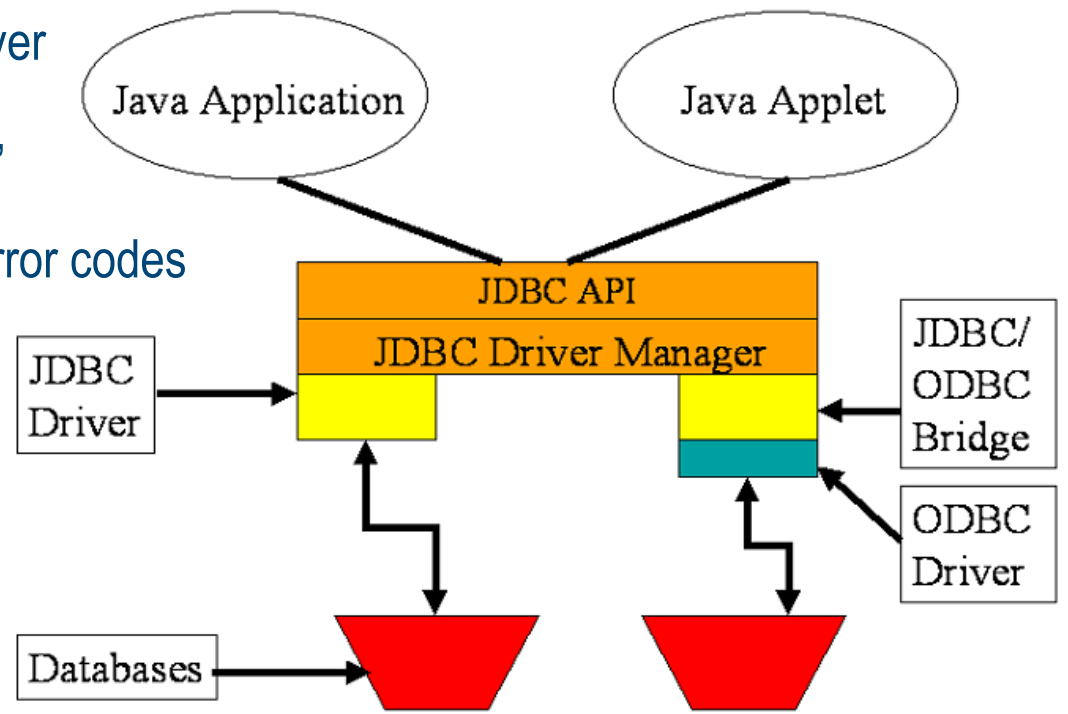 ver
Java Application
Java Applet
,
rror codes
JDBC API
JDBC Driver Manager
JDBC
Driver
JDBC/
ODBC
Bridge
ODBC
Driver
Databases